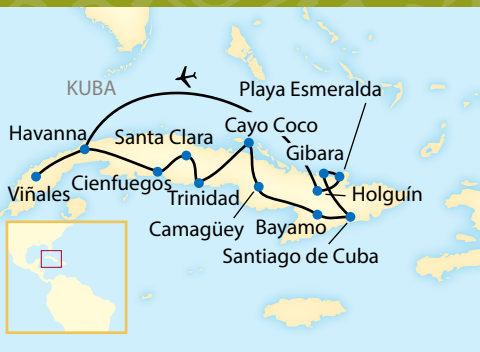 KUBA
Playa Esmeralda
Havanna
Santa Clara
Cayo Coco
Gibara
Viñales
Cienfuegos
Trinidad
Holguín
Camagüey
Bayamo
Santiago de Cuba